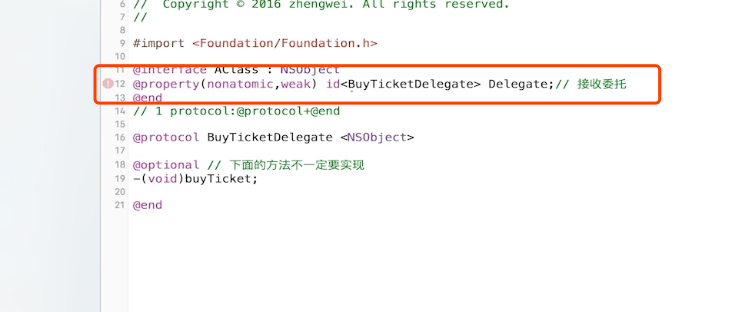 6 // Copyright © 2016 zhengwei. All rights reserved.
7 //
8
9 #import <Foundation/Foundation.h>
11 @interface AClass : NSObject
12 @property(nonatomic,weak) id<BuyTicketDelegate> Delegate;// 接收委托
13 @end
14 // 1 protocol:@protocol+@end
15
16 @protocol BuyTicketDelegate <NSObject>
17
18 @optional // 下面的方法不一定要实现
19 -(void)buyTicket;
20
21 @end